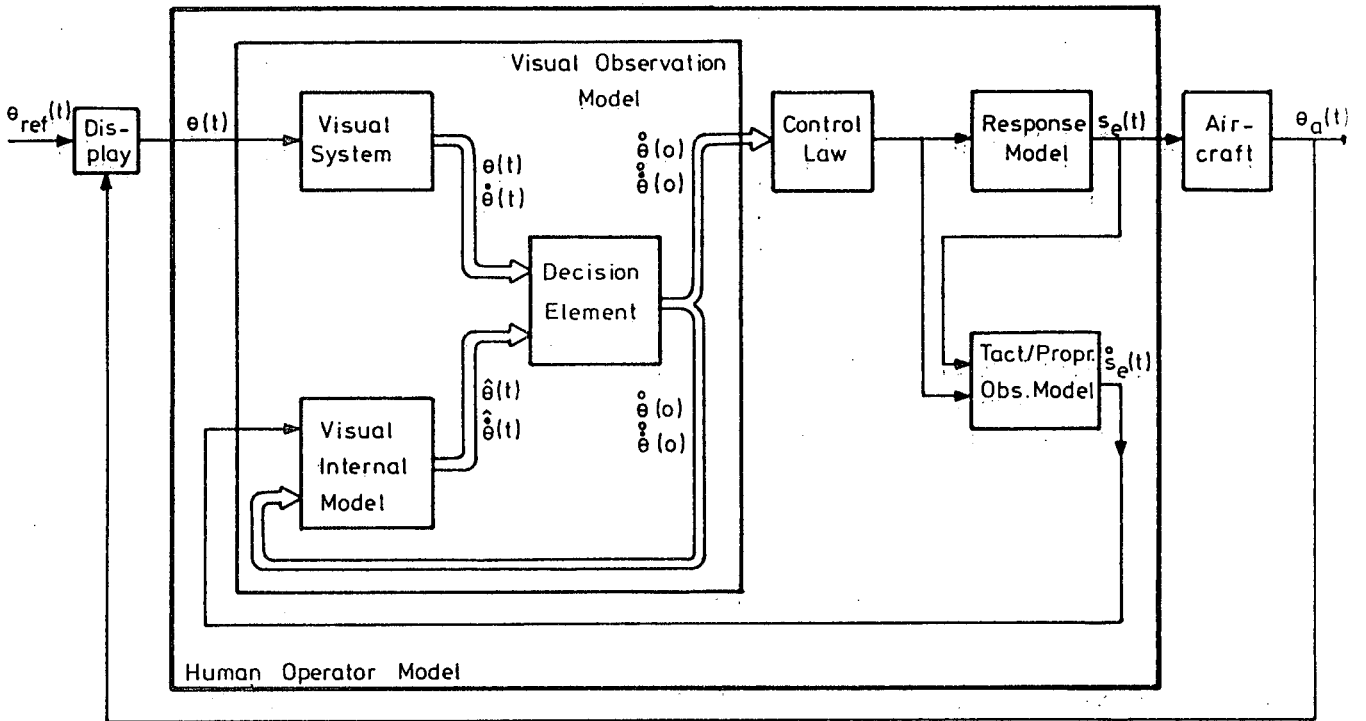 Visual Observation
Model
θref(t)
Dis-
play
θ(t)
Visual
System
θ(t)
θ̇(t)
θ̊(o)
θ̇̊(o)
Control
Law
Response
Model
se(t)
Air-
craft
θa(t)
Decision
Element
Tact/Propr.
Obs. Model
s̊e(t)
θ̂(t)
θ̇̂(t)
θ̊(o)
θ̇̊(o)
Visual
Internal
Model
Human Operator Model